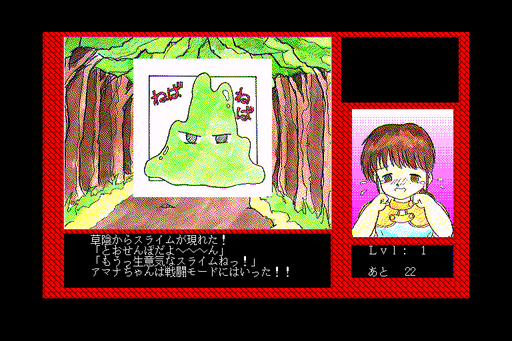 ねば
ねば
草陰からスライムが現れた！
「とおせんぼだよ～～～ん」
「もうっ生意気なスライムねっ！」
アマナちゃんは戦闘モードにはいった！！
Lvl: 1
あと 22